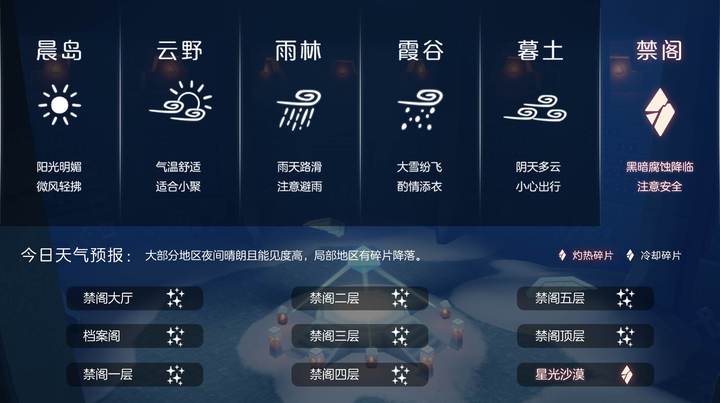 晨岛 云野 雨林 霞谷 暮土 禁阁
阳光明媚 气温舒适 雨天路滑 大雪纷飞 阴天多云 黑暗腐蚀降临
微风轻拂 适合小聚 注意避雨 酌情添衣 小心出行 注意安全
今日天气预报：大部分地区夜间晴朗且能见度高，局部地区有碎片降落。 灼热碎片 冷却碎片
禁阁大厅 禁阁二层 禁阁五层
档案阁 禁阁三层 禁阁顶层
禁阁一层 禁阁四层 星光沙漠